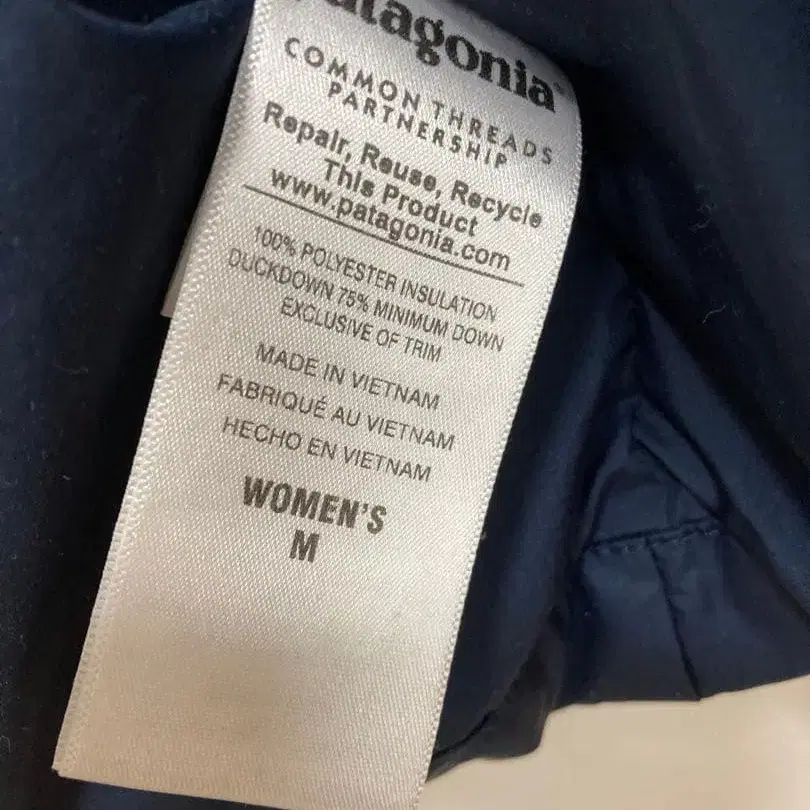 Patagonia®
COMMON THREADS
PARTNERSHIP
Repair, Reuse, Recycle
This Product
www.patagonia.com
100% POLYESTER INSULATION
DUCKDOWN 75% MINIMUM DOWN
EXCLUSIVE OF TRIM
MADE IN VIETNAM
FABRIQUÉ AU VIETNAM
HECHO EN VIETNAM
WOMEN'S
M